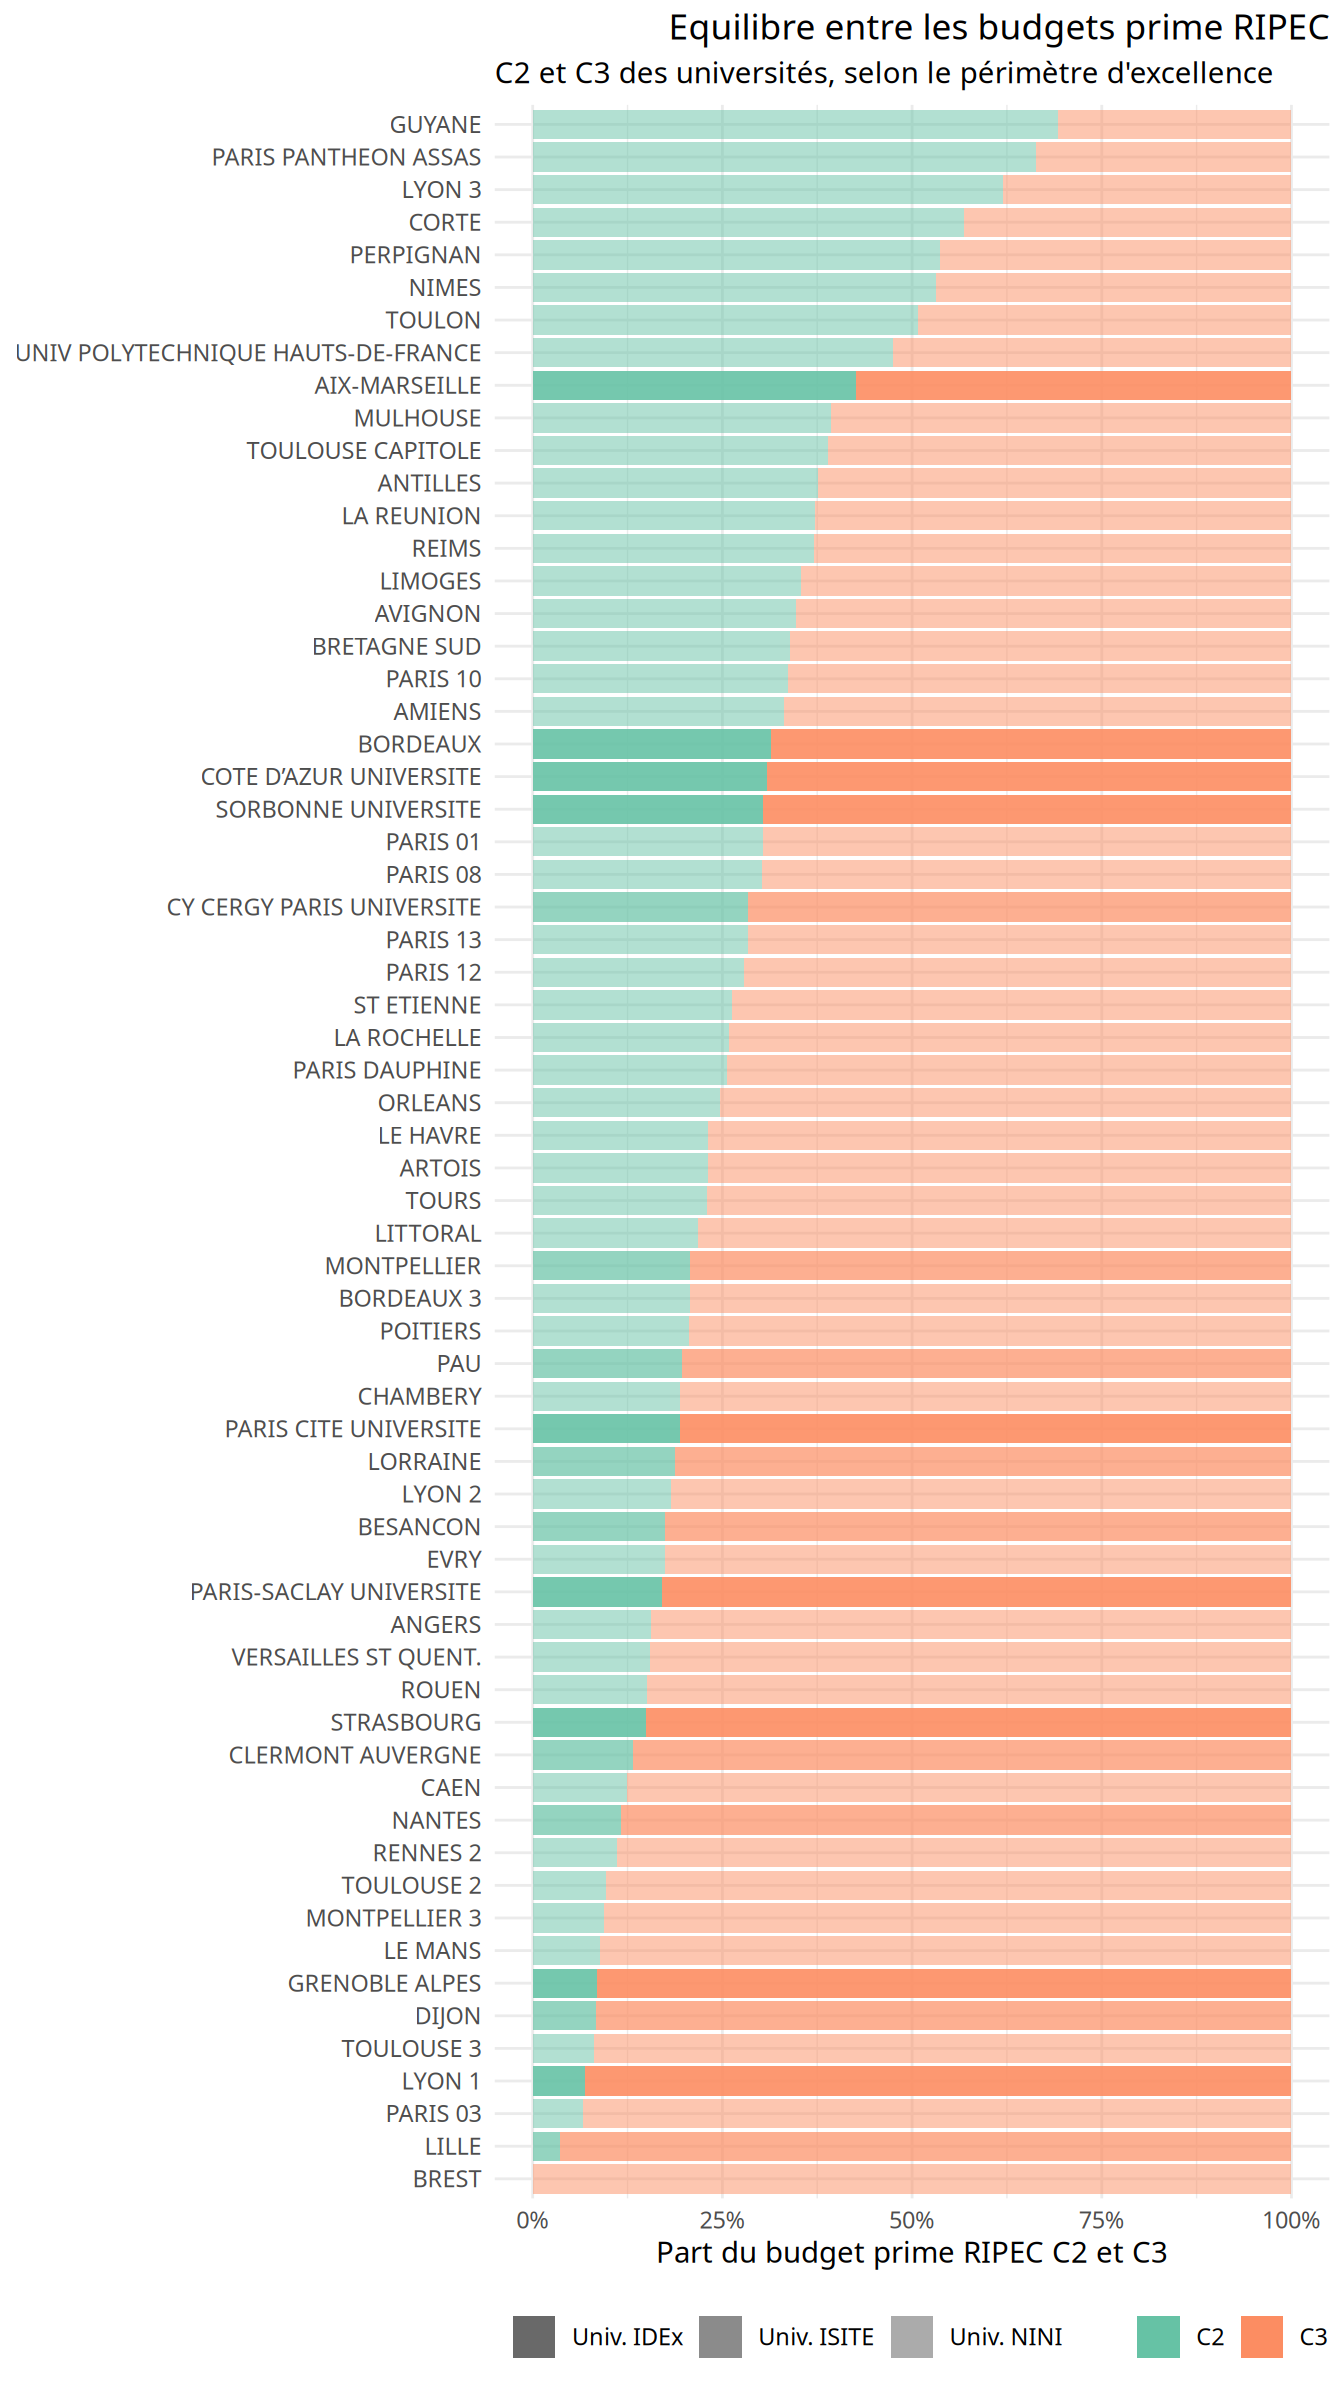 Equilibre entre les budgets prime RIPEC
C2 et C3 des universités, selon le périmètre d'excellence
GUYANE
PARIS PANTHEON ASSAS
LYON 3
CORTE
PERPIGNAN
NIMES
TOULON
UNIV POLYTECHNIQUE HAUTS-DE-FRANCE
AIX-MARSEILLE
MULHOUSE
TOULOUSE CAPITOLE
ANTILLES
LA REUNION
REIMS
LIMOGES
AVIGNON
BRETAGNE SUD
PARIS 10
AMIENS
BORDEAUX
COTE D’AZUR UNIVERSITE
SORBONNE UNIVERSITE
PARIS 01
PARIS 08
CY CERGY PARIS UNIVERSITE
PARIS 13
PARIS 12
ST ETIENNE
LA ROCHELLE
PARIS DAUPHINE
ORLEANS
LE HAVRE
ARTOIS
TOURS
LITTORAL
MONTPELLIER
BORDEAUX 3
POITIERS
PAU
CHAMBERY
PARIS CITE UNIVERSITE
LORRAINE
LYON 2
BESANCON
EVRY
PARIS-SACLAY UNIVERSITE
ANGERS
VERSAILLES ST QUENT.
ROUEN
STRASBOURG
CLERMONT AUVERGNE
CAEN
NANTES
RENNES 2
TOULOUSE 2
MONTPELLIER 3
LE MANS
GRENOBLE ALPES
DIJON
TOULOUSE 3
LYON 1
PARIS 03
LILLE
BREST
0% 25% 50% 75% 100%
Part du budget prime RIPEC C2 et C3
Univ. IDEx Univ. ISITE Univ. NINI C2 C3